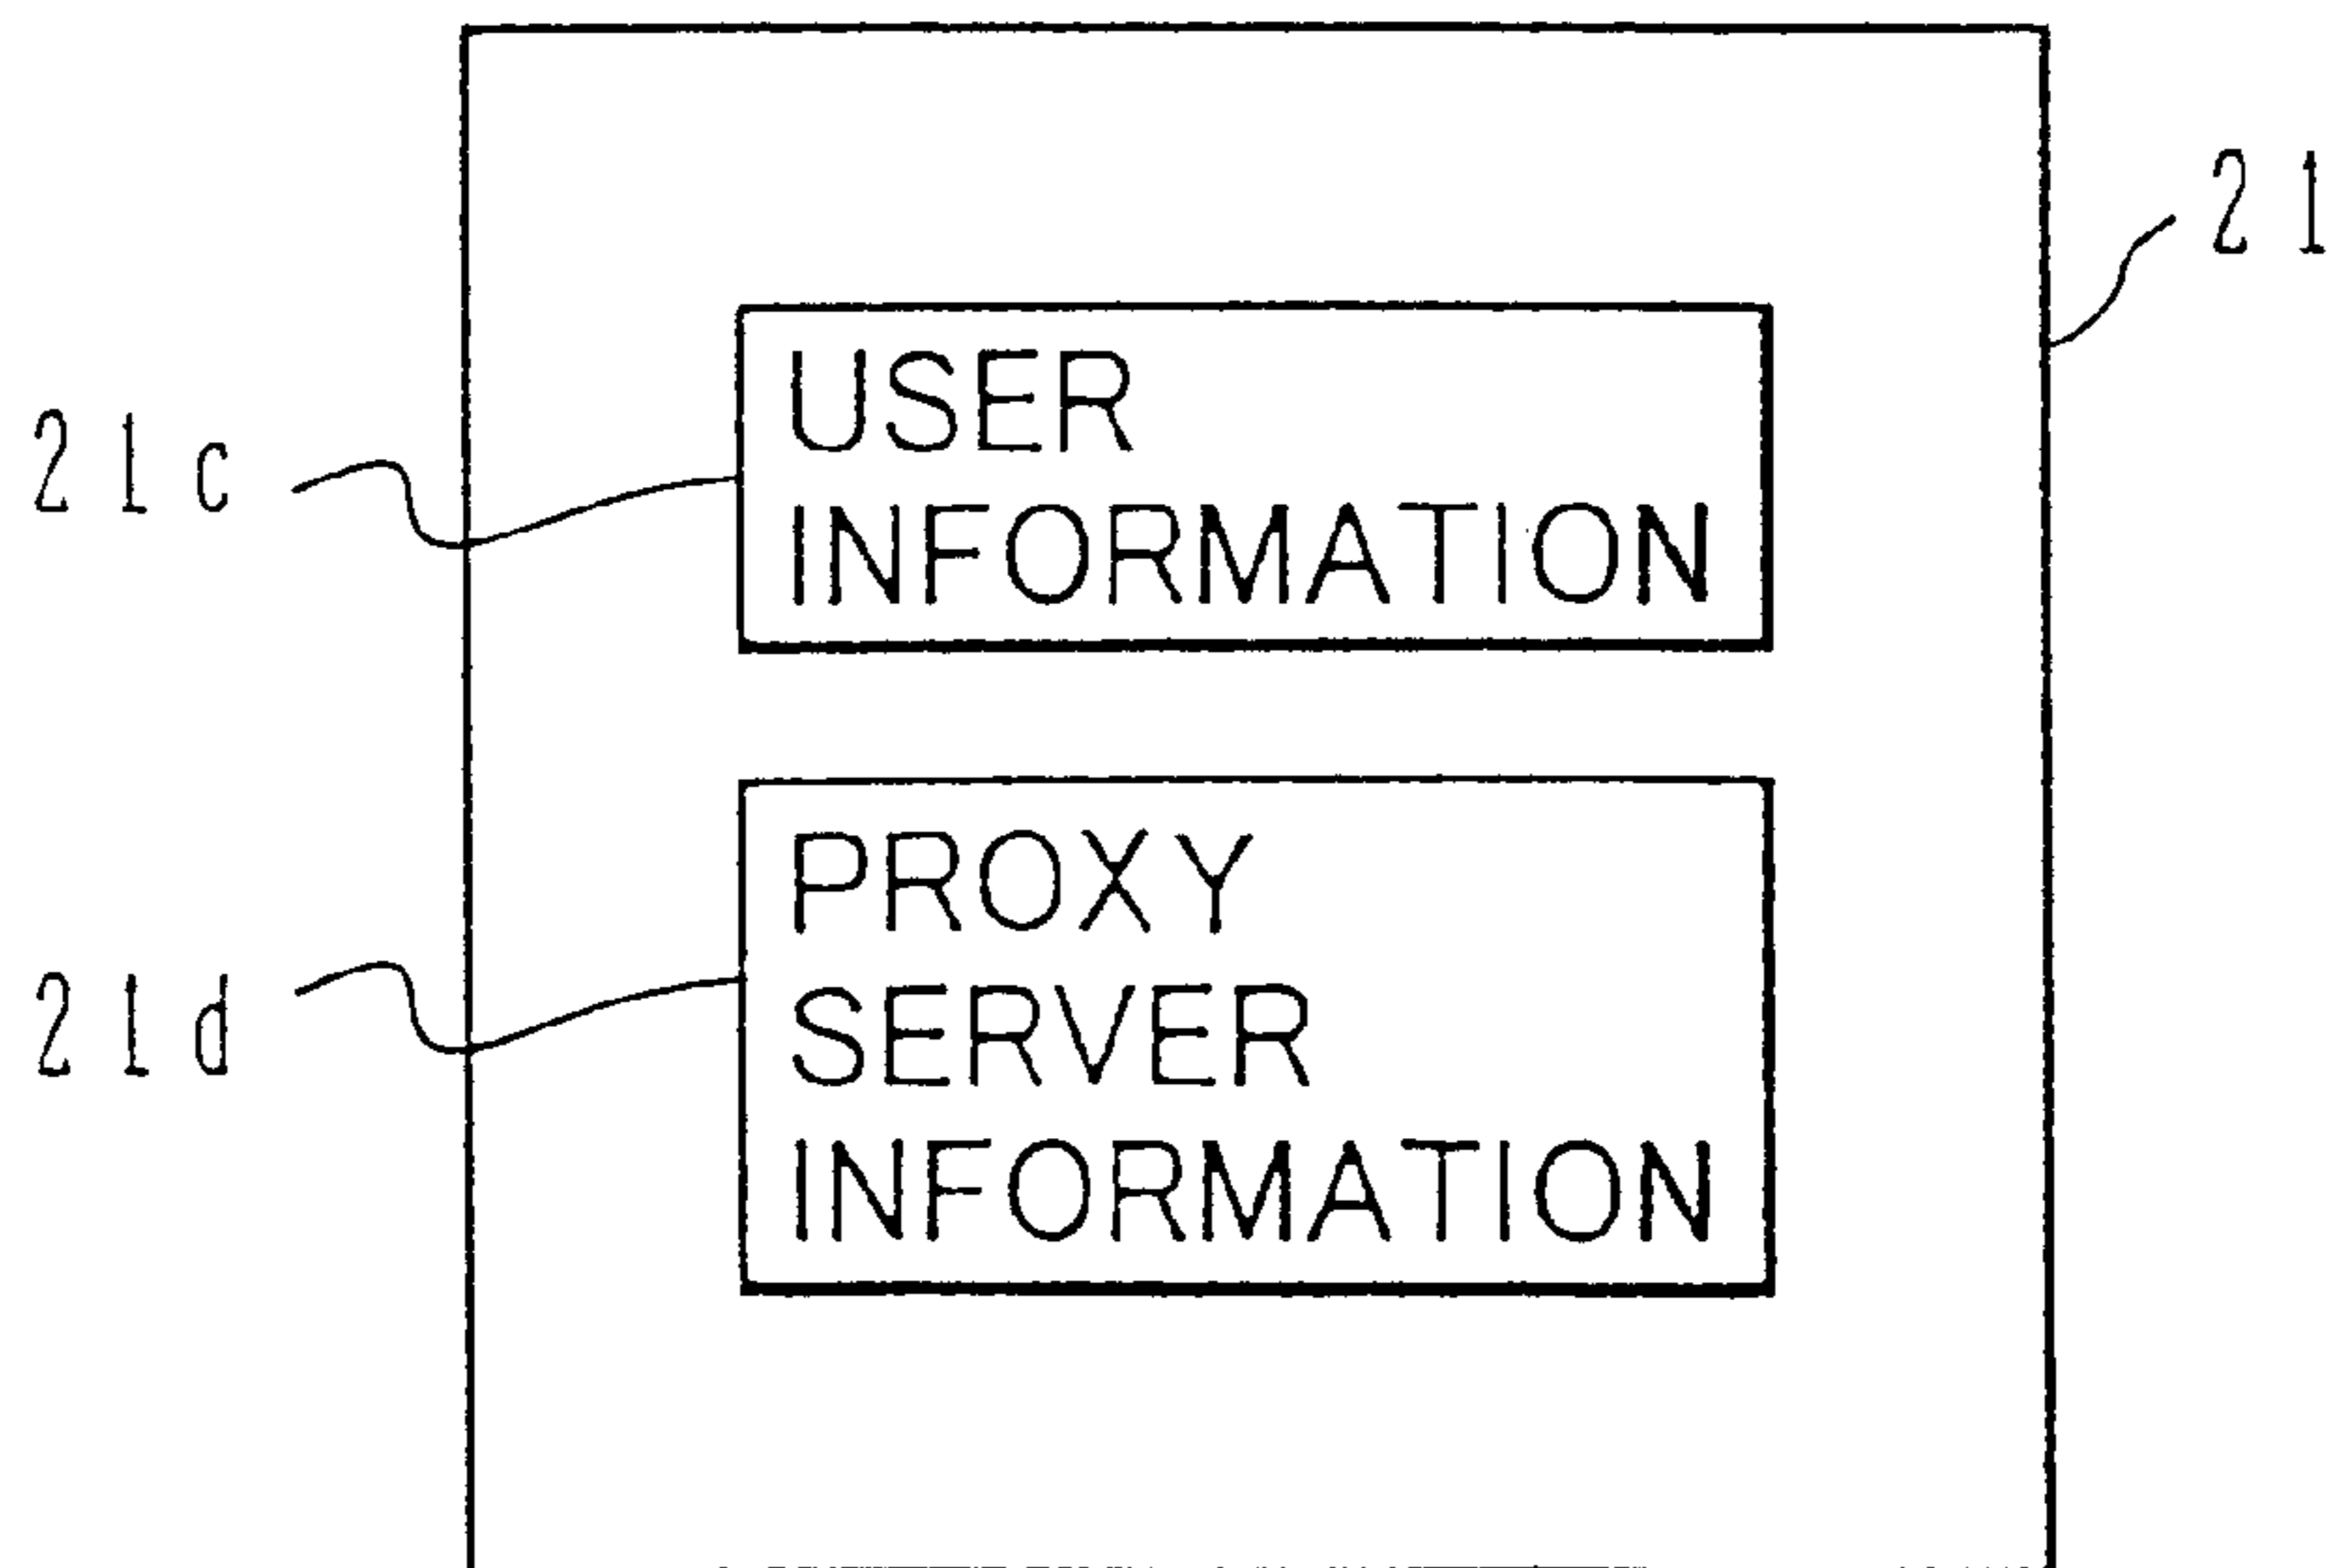 21
21c
USER
INFORMATION
21d
PROXY
SERVER
INFORMATION